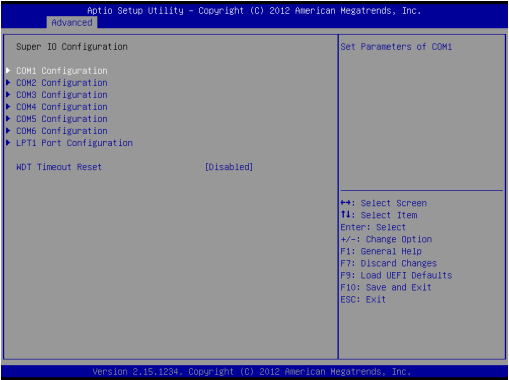 Aptio Setup Utility – Copyright (C) 2012 American Megatrends, Inc.
Advanced
Super IO Configuration
Set Parameters of COM1
COM1 Configuration
COM2 Configuration
COM3 Configuration
COM4 Configuration
COM5 Configuration
COM6 Configuration
LPT1 Port Configuration
WDT Timeout Reset [Disabled]
↔: Select Screen
↑↓: Select Item
Enter: Select
+/-: Change Option
F1: General Help
F7: Discard Changes
F9: Load UEFI Defaults
F10: Save and Exit
ESC: Exit
Version 2.15.1234. Copyright (C) 2012 American Megatrends, Inc.